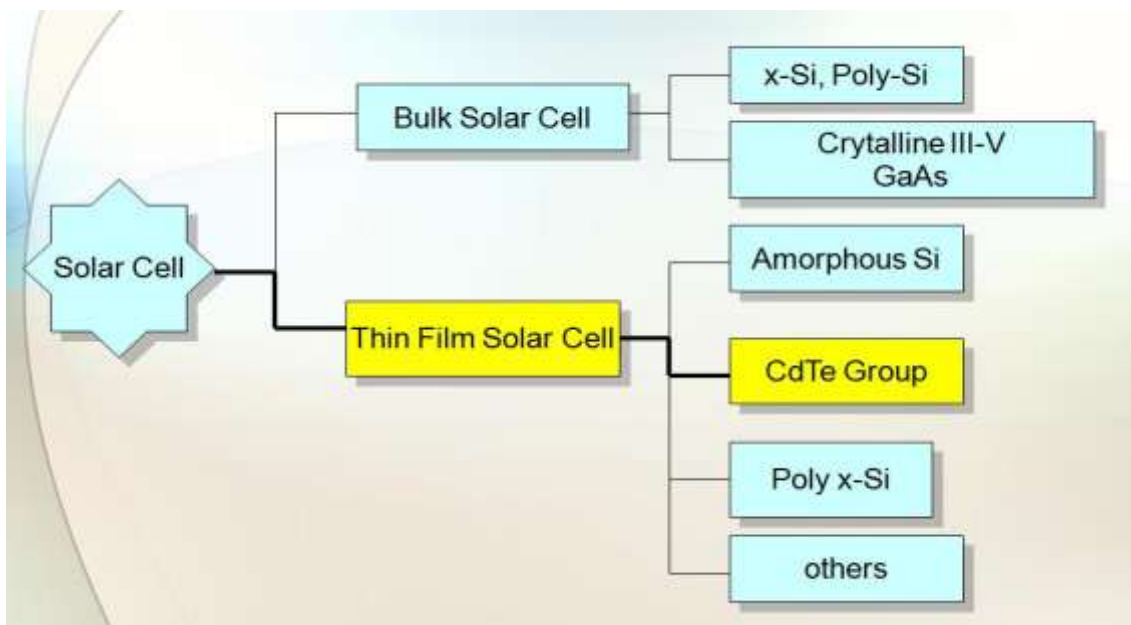 Solar Cell
Bulk Solar Cell
x-Si, Poly-Si
Crytalline III-V
GaAs
Thin Film Solar Cell
Amorphous Si
CdTe Group
Poly x-Si
others